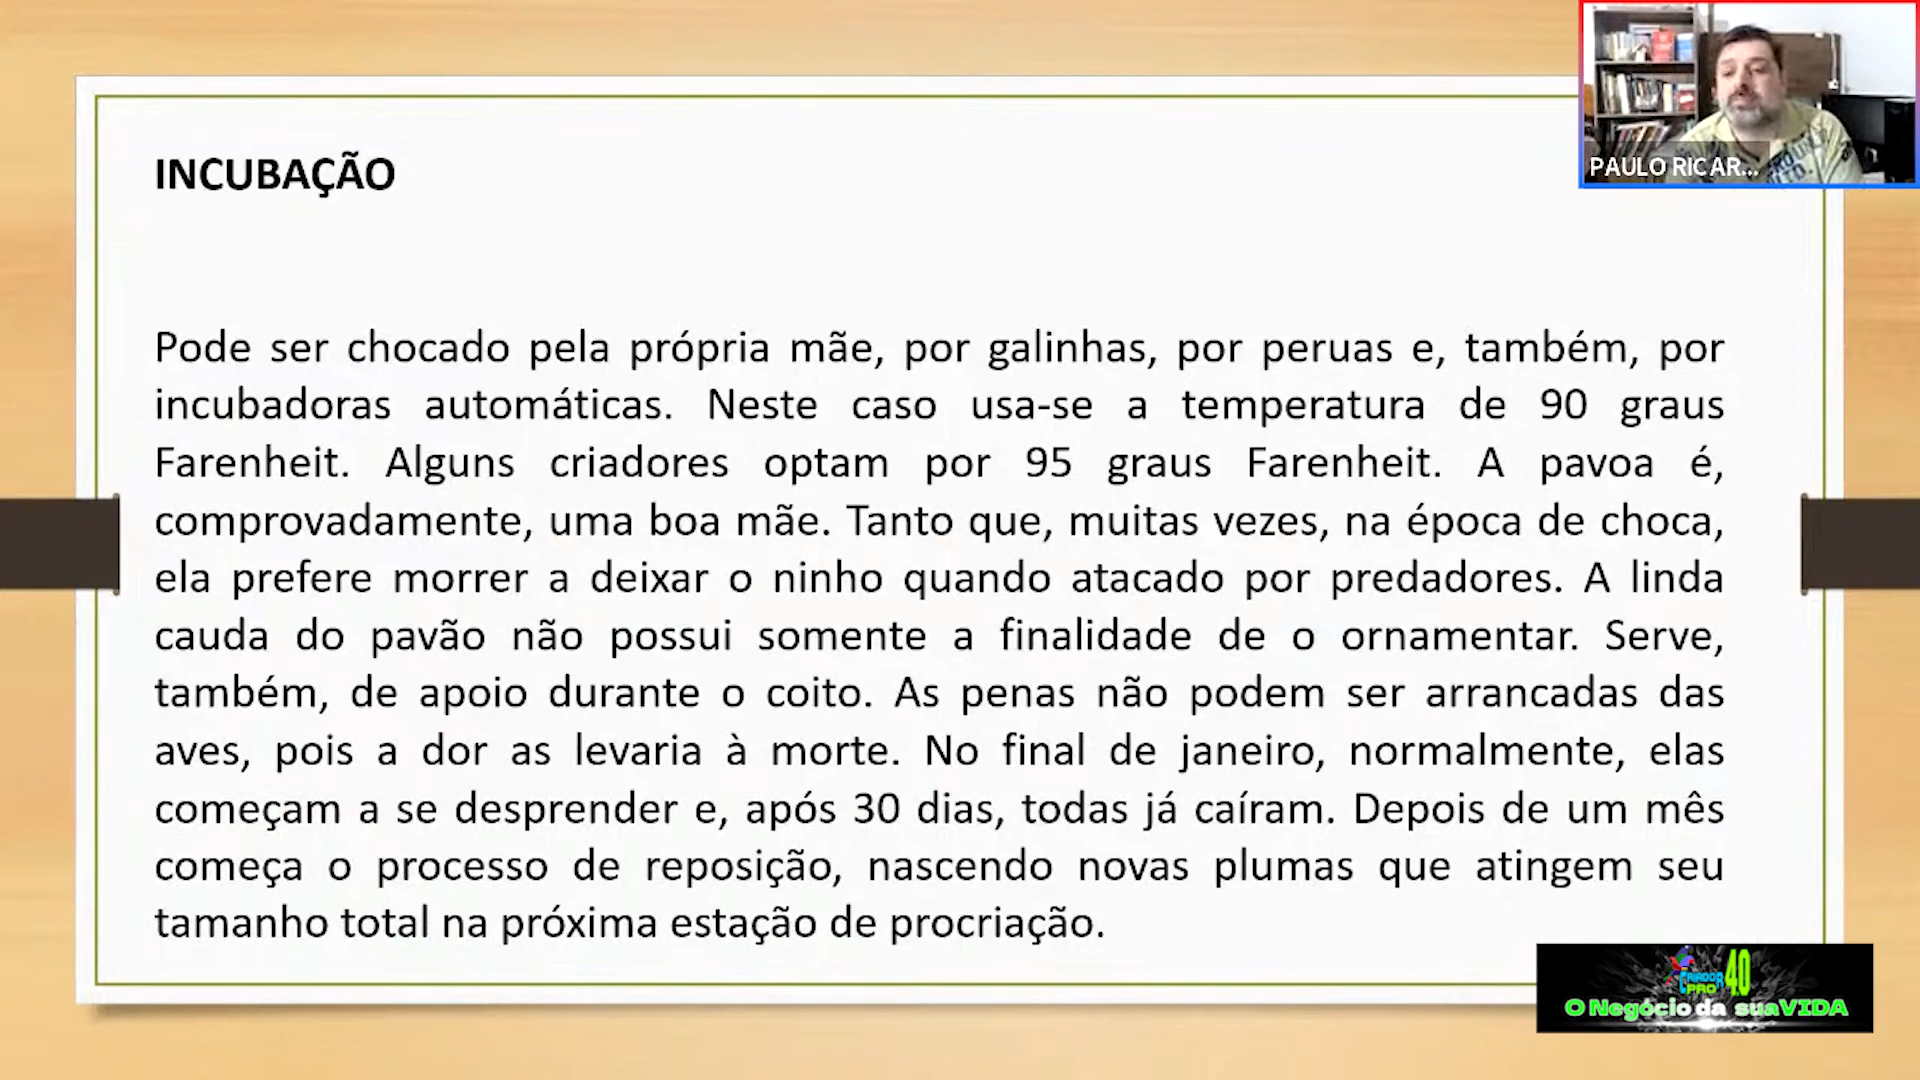 PAULO RICAR...
INCUBAÇÃO
Pode ser chocado pela própria mãe, por galinhas, por peruas e, também, por
incubadoras automáticas. Neste caso usa-se a temperatura de 90 graus
Farenheit. Alguns criadores optam por 95 graus Farenheit. A pavoa é,
comprovadamente, uma boa mãe. Tanto que, muitas vezes, na época de choca,
ela prefere morrer a deixar o ninho quando atacado por predadores. A linda
cauda do pavão não possui somente a finalidade de o ornamentar. Serve,
também, de apoio durante o coito. As penas não podem ser arrancadas das
aves, pois a dor as levaria à morte. No final de janeiro, normalmente, elas
começam a se desprender e, após 30 dias, todas já caíram. Depois de um mês
começa o processo de reposição, nascendo novas plumas que atingem seu
tamanho total na próxima estação de procriação.
CRIADOR
PRO
4.0
O Negócio da suaVIDA